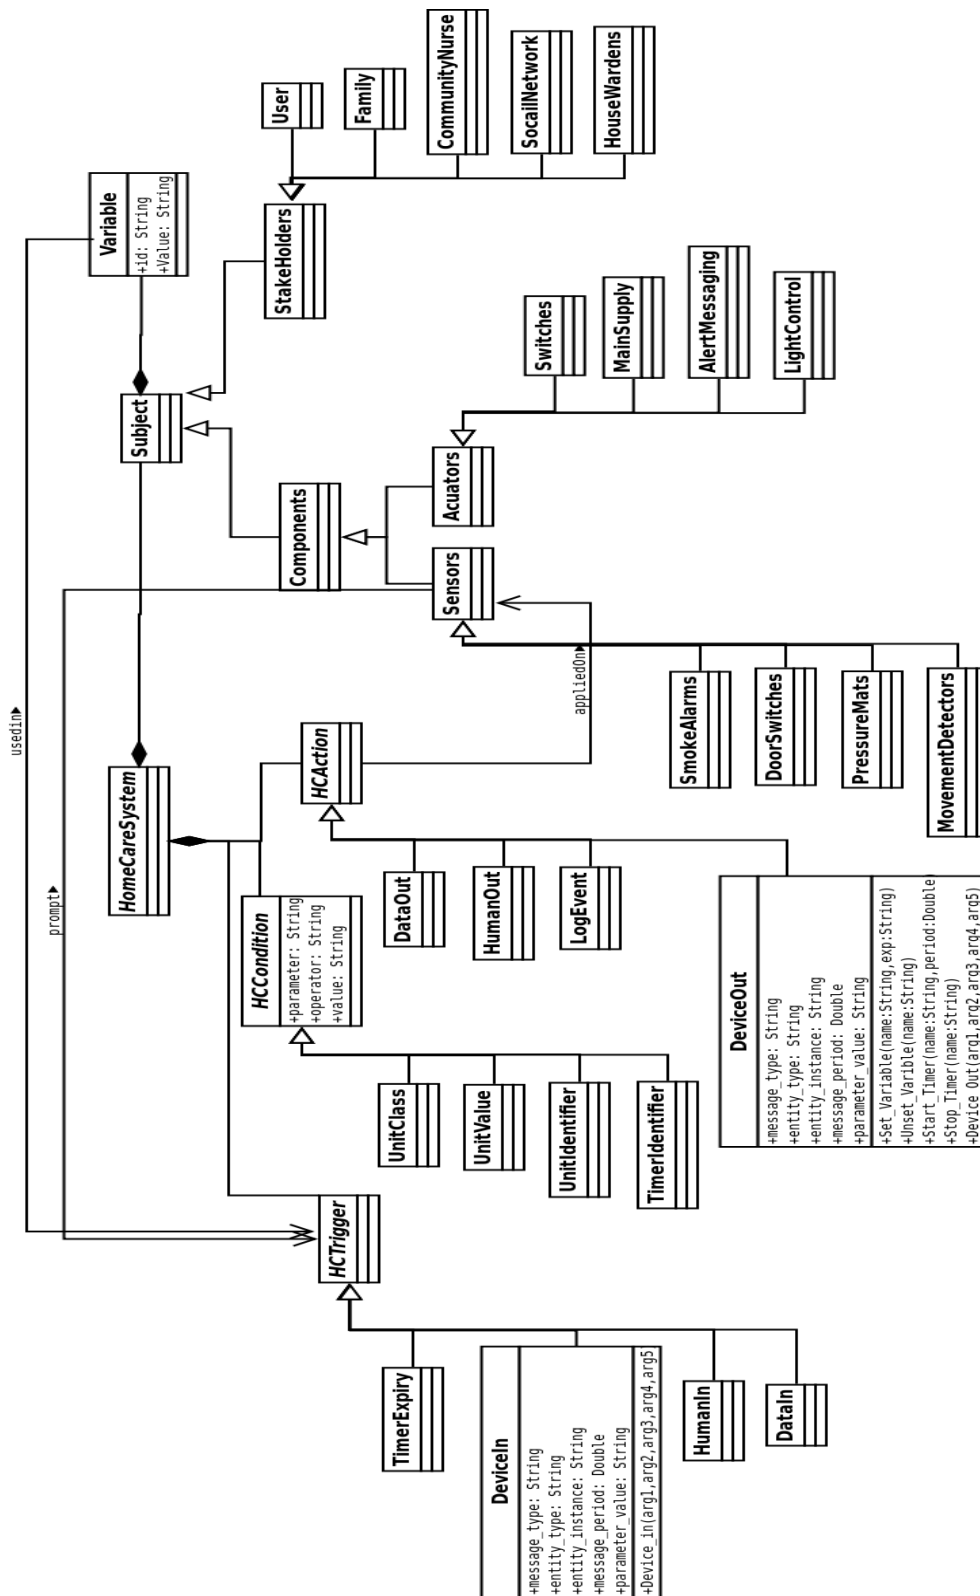 usedin
prompt
HomeCareSystem
Subject
Variable
+id: String
+Value: String
HCTrigger
HCCondition
+parameter: String
+operator: String
+value: String
HCAction
Components
StakeHolders
User
Family
CommunityNurse
SocailNetwork
HouseWardens
appliedOn
Sensors
Acuators
Switches
MainSupply
AlertMessaging
LightControl
SmokeAlarms
DoorSwitches
PressureMats
MovementDetectors
DataOut
HumanOut
LogEvent
DeviceOut
+message_type: String
+entity_type: String
+entity_instance: String
+message_period: Double
+parameter_value: String
+Set_Variable(name:String,exp:String)
+Unset_Varible(name:String)
+Start_Timer(name:String,period:Double)
+Stop_Timer(name:String)
+Device_Out(arg1,arg2,arg3,arg4,arg5)
UnitClass
UnitValue
UnitIdentifier
TimerIdentifier
TimerExpiry
DeviceIn
+message_type: String
+entity_type: String
+entity_instance: String
+message_period: Double
+parameter_value: String
+Device_in(arg1,arg2,arg3,arg4,arg5)
HumanIn
DataIn